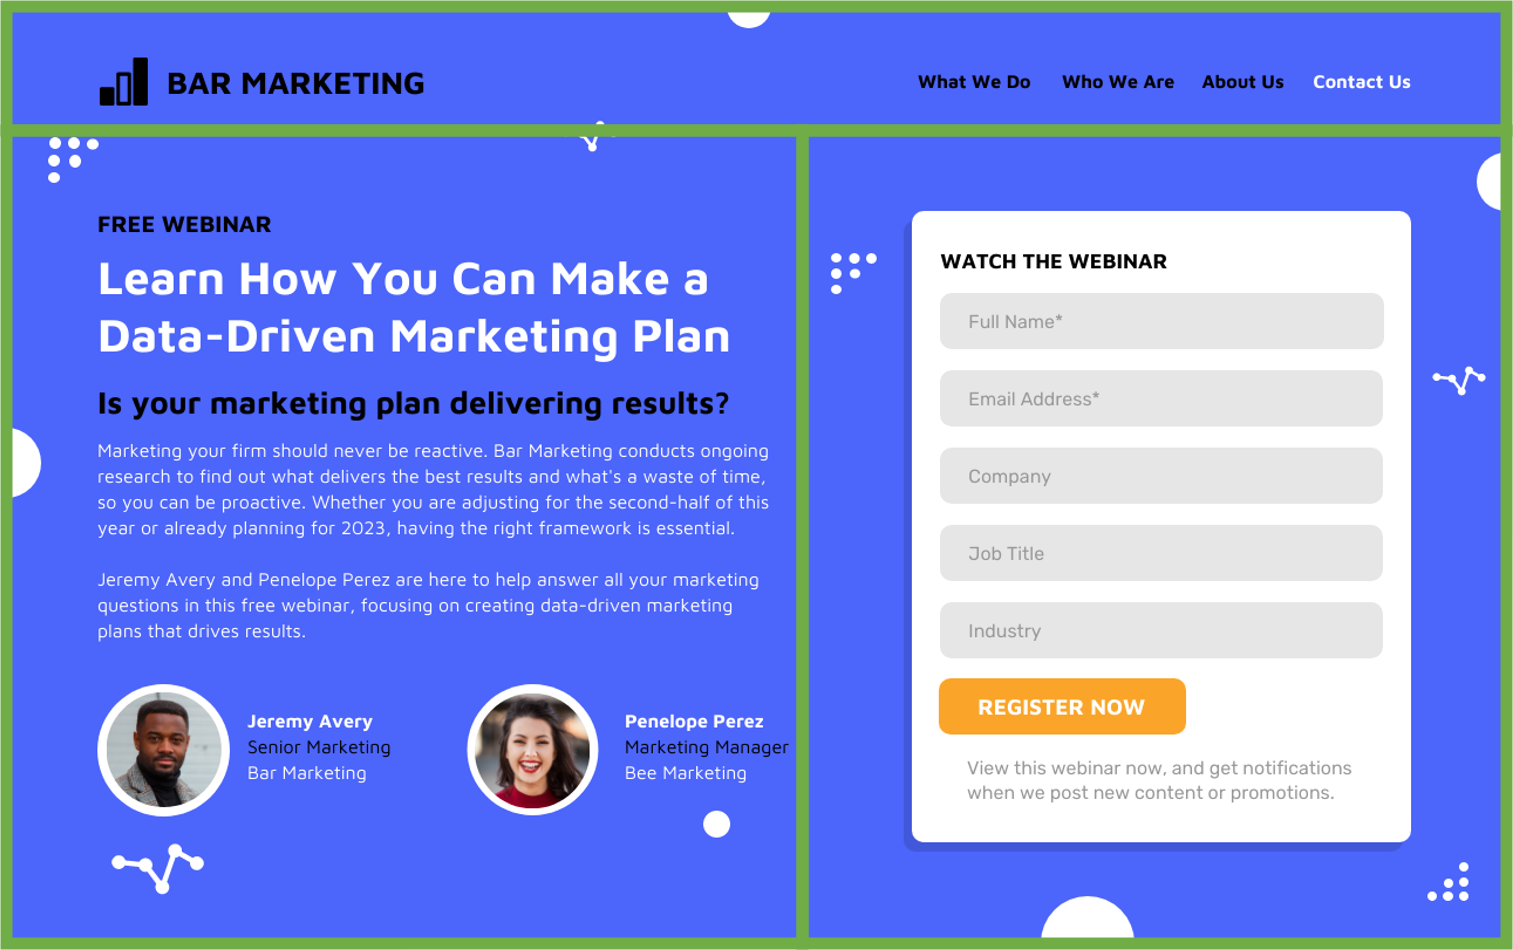 BAR MARKETING
What We Do
Who We Are
About Us
Contact Us
FREE WEBINAR
Learn How You Can Make a
Data-Driven Marketing Plan
Is your marketing plan delivering results?
Marketing your firm should never be reactive. Bar Marketing conducts ongoing
research to find out what delivers the best results and what's a waste of time,
so you can be proactive. Whether you are adjusting for the second-half of this
year or already planning for 2023, having the right framework is essential.
Jeremy Avery and Penelope Perez are here to help answer all your marketing
questions in this free webinar, focusing on creating data-driven marketing
plans that drives results.
Jeremy Avery
Senior Marketing
Bar Marketing
Penelope Perez
Marketing Manager
Bee Marketing
WATCH THE WEBINAR
Full Name*
Email Address*
Company
Job Title
Industry
REGISTER NOW
View this webinar now, and get notifications
when we post new content or promotions.